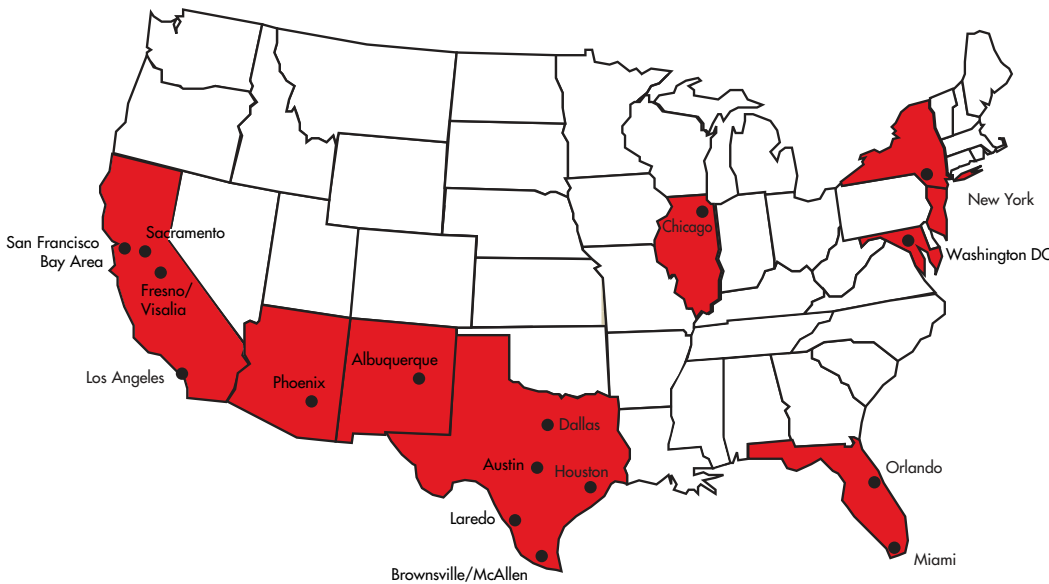 New York
Chicago
Sacramento
San Francisco
Bay Area
Washington DC
Fresno/
Visalia
Albuquerque
Los Angeles
Phoenix
Dallas
Austin
Houston
Orlando
Laredo
Miami
Brownsville/McAllen